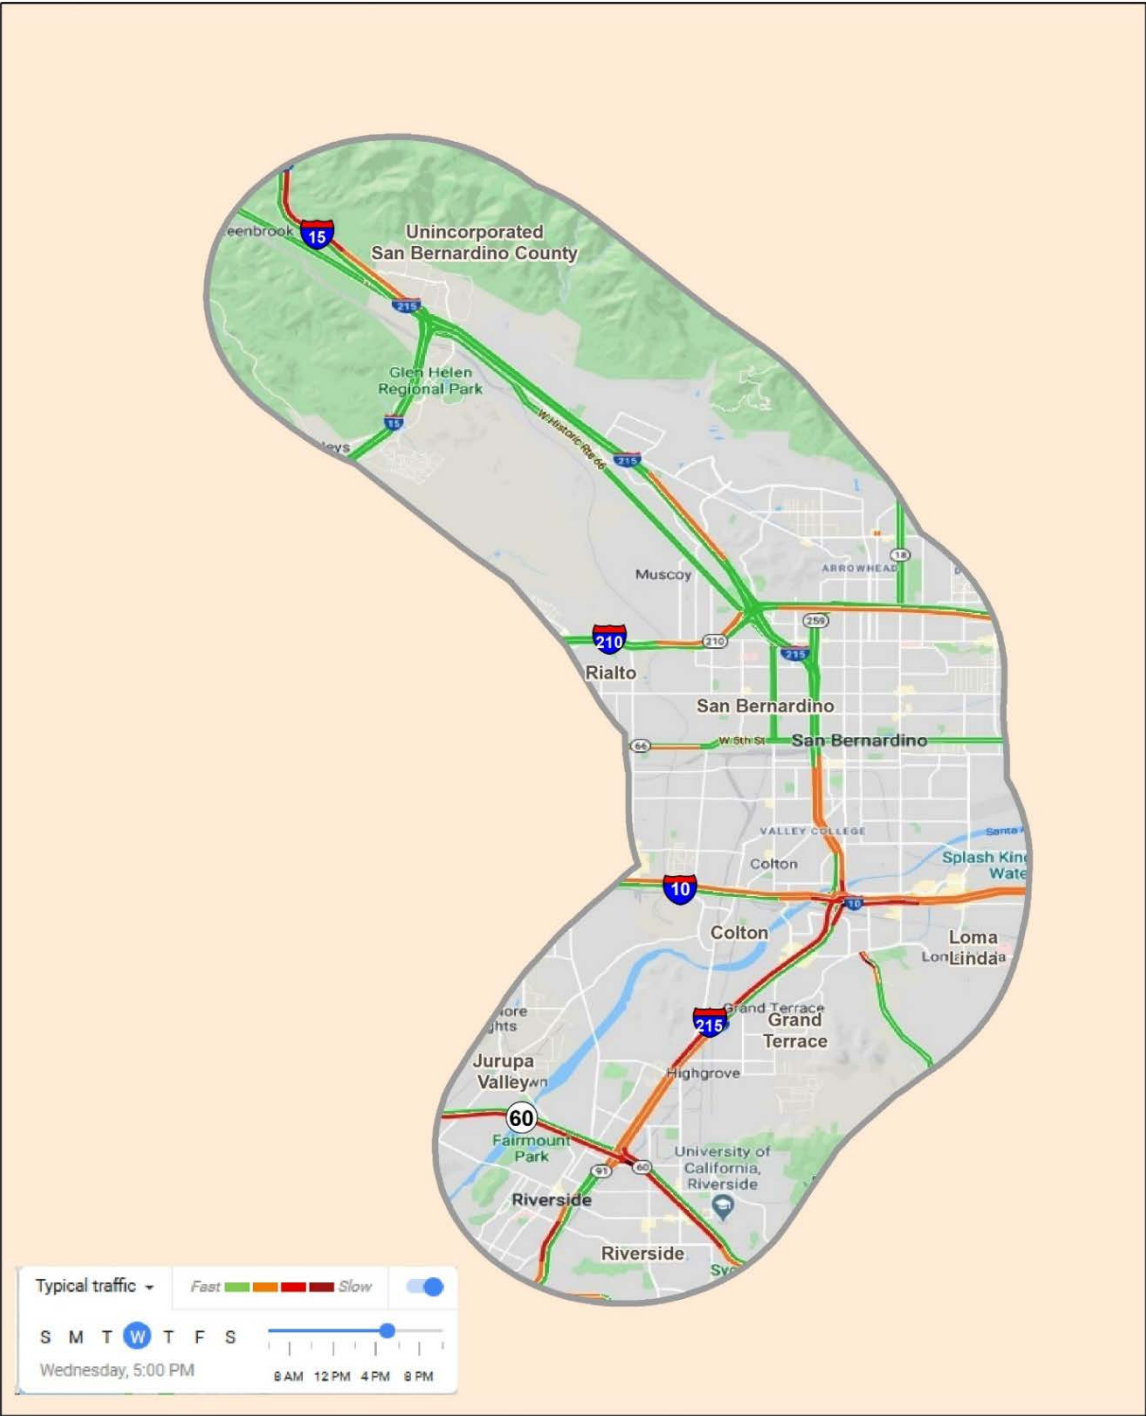 eenbrook
15
Unincorporated
San Bernardino County
215
Glen Helen
Regional Park
15
W Historic Rte 66
215
18
Muscoy
ARROWHEAD
D
259
210
210
215
Rialto
San Bernardino
66
W 5th St
San Bernardino
VALLEY COLLEGE
Santa A
Colton
Splash King
Wate
10
10
Colton
Loma
Linda
Grand Terrace
215
Grand
Terrace
Jurupa
Valley
Highgrove
60
Fairmount
Park
University of
California,
Riverside
91
60
Riverside
Riverside
Syc
Typical traffic
Fast
Slow
S M T W T F S
Wednesday, 5:00 PM
8 AM 12 PM 4 PM 8 PM